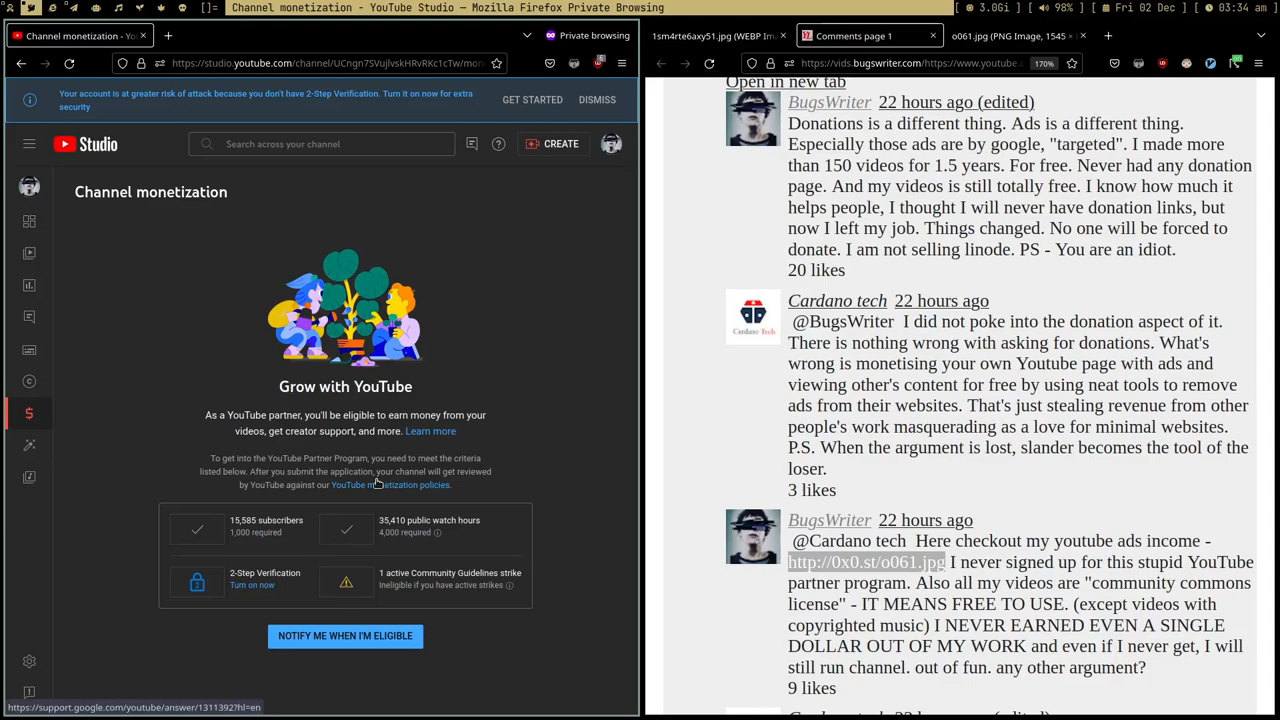 []= Channel monetization - YouTube Studio — Mozilla Firefox Private Browsing 3.0Gi 98% Fri 02 Dec 03:34 am
Channel monetization - YouTub × +
Private browsing
https://studio.youtube.com/channel/UCngn7SVujlvskHRvRKc1cTw/mon
6
Your account is at greater risk of attack because you don't have 2-Step Verification. Turn it on now for extra
security
GET STARTED DISMISS
Studio
Search across your channel
CREATE
Channel monetization
Grow with YouTube
As a YouTube partner, you'll be eligible to earn money from your
videos, get creator support, and more. Learn more
To get into the YouTube Partner Program, you need to meet the criteria
listed below. After you submit the application, your channel will get reviewed
by YouTube against our YouTube monetization policies.
15,585 subscribers
1,000 required
35,410 public watch hours
4,000 required
2-Step Verification
Turn on now
1 active Community Guidelines strike
Ineligible if you have active strikes
NOTIFY ME WHEN I'M ELIGIBLE
https://support.google.com/youtube/answer/1311392?hl=en
1sm4rte6axy51.jpg (WEBP Im
Comments page 1 ×
o061.jpg (PNG Image, 1545 × ×
+
https://vids.bugswriter.com/https://www.youtube.c
170%
Open in new tab
BugsWriter 22 hours ago (edited)
Donations is a different thing. Ads is a different thing.
Especially those ads are by google, "targeted". I made more
than 150 videos for 1.5 years. For free. Never had any donation
page. And my videos is still totally free. I know how much it
helps people, I thought I will never have donation links, but
now I left my job. Things changed. No one will be forced to
donate. I am not selling linode. PS - You are an idiot.
20 likes
Cardano tech 22 hours ago
Cardano Tech
@BugsWriter I did not poke into the donation aspect of it.
There is nothing wrong with asking for donations. What's
wrong is monetising your own Youtube page with ads and
viewing other's content for free by using neat tools to remove
ads from their websites. That's just stealing revenue from other
people's work masquerading as a love for minimal websites.
P.S. When the argument is lost, slander becomes the tool of the
loser.
3 likes
BugsWriter 22 hours ago
@Cardano tech Here checkout my youtube ads income -
http://0x0.st/o061.jpg I never signed up for this stupid YouTube
partner program. Also all my videos are "community commons
license" - IT MEANS FREE TO USE. (except videos with
copyrighted music) I NEVER EARNED EVEN A SINGLE
DOLLAR OUT OF MY WORK and even if I never get, I will
still run channel. out of fun. any other argument?
9 likes
Cardano tech 22 hours ago (edited)